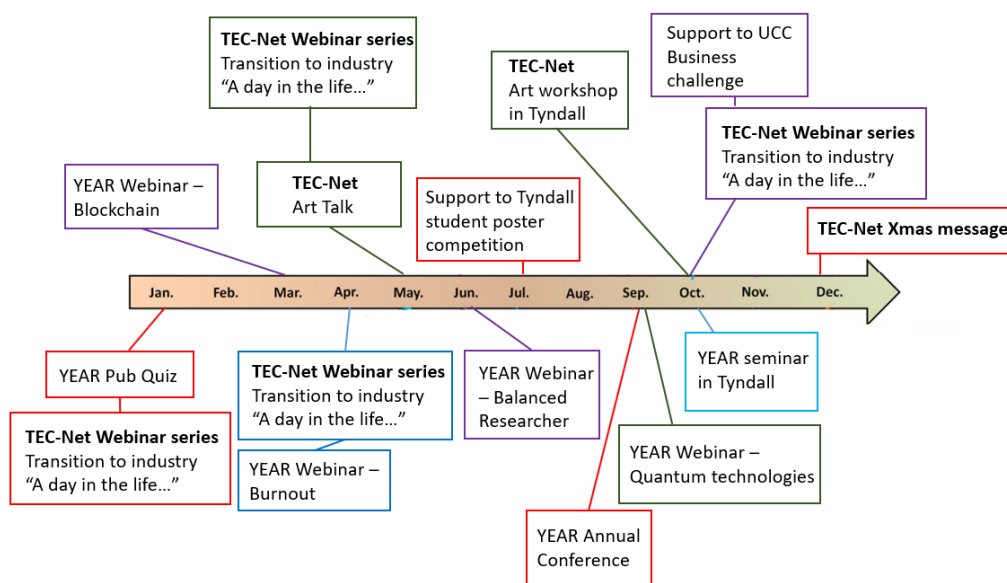 TEC-Net Webinar series
Transition to industry
“A day in the life…”
TEC-Net
Art workshop
in Tyndall
Support to UCC
Business
challenge
TEC-Net Webinar series
Transition to industry
“A day in the life…”
YEAR Webinar –
Blockchain
TEC-Net
Art Talk
Support to Tyndall
student poster
competition
TEC-Net Xmas message
Jan. Feb. Mar. Apr. May. Jun. Jul. Aug. Sep. Oct. Nov. Dec.
YEAR Pub Quiz
TEC-Net Webinar series
Transition to industry
“A day in the life…”
TEC-Net Webinar series
Transition to industry
“A day in the life…”
YEAR Webinar –
Burnout
YEAR Webinar
– Balanced
Researcher
YEAR seminar
in Tyndall
YEAR Webinar –
Quantum technologies
YEAR Annual
Conference